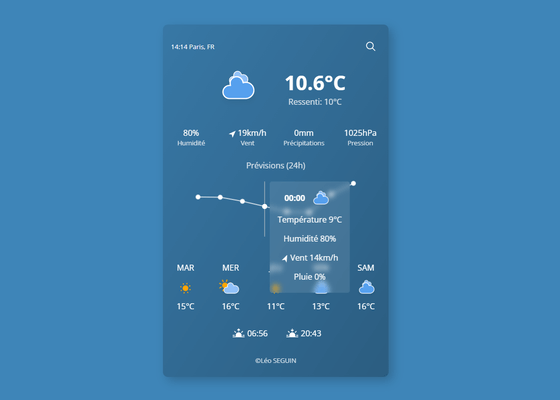 14:14 Paris, FR
10.6°C
Ressenti: 10°C
80% 19km/h 0mm 1025hPa
Humidité Vent Précipitations Pression
Prévisions (24h)
00:00
Température 9°C
Humidité 80%
Vent 14km/h
Pluie 0%
MAR MER SAM
15°C 16°C 11°C 13°C 16°C
06:56 20:43
©Léo SEGUIN